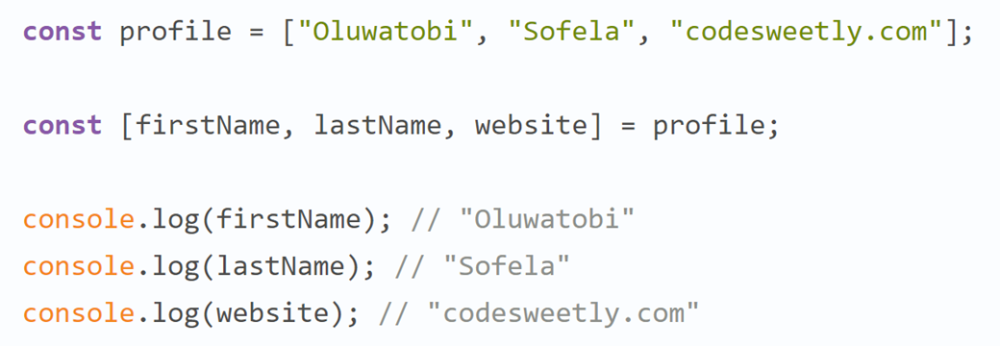 const profile = ["Oluwatobi", "Sofela", "codesweetly.com"];
const [firstName, lastName, website] = profile;
console.log(firstName); // "Oluwatobi"
console.log(lastName); // "Sofela"
console.log(website); // "codesweetly.com"